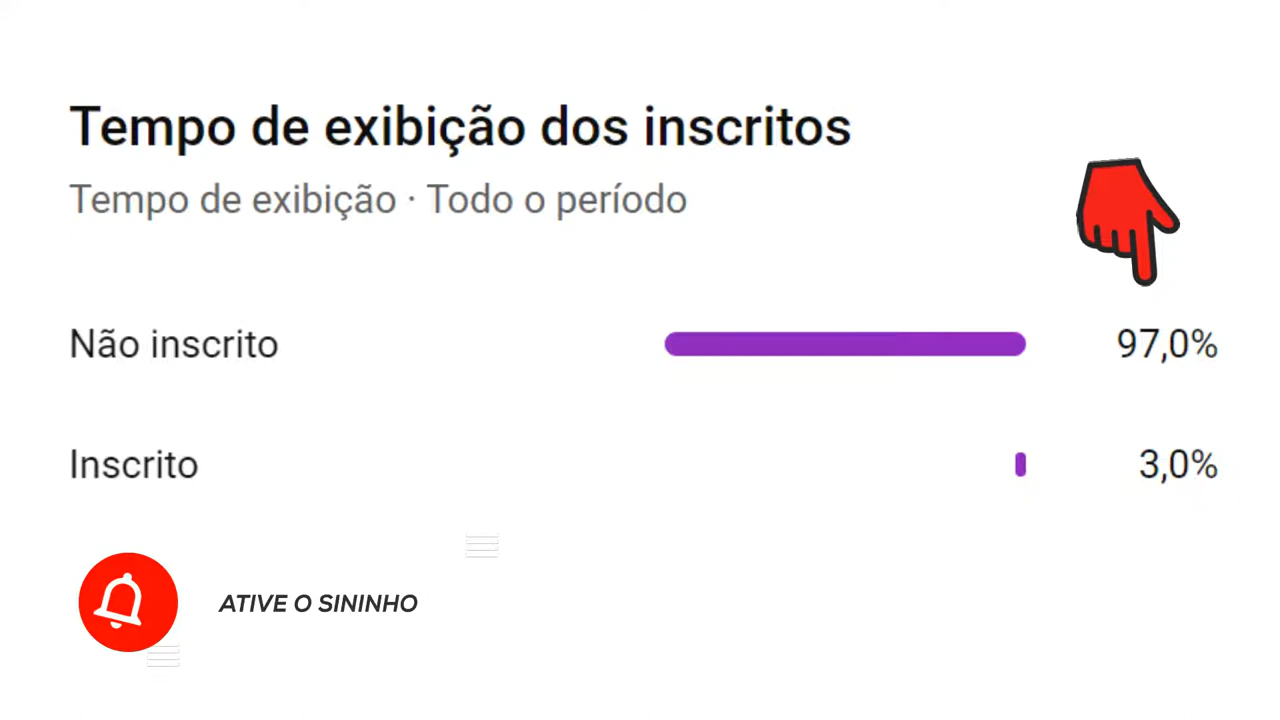 Tempo de exibição dos inscritos
Tempo de exibição · Todo o período
Não inscrito 97,0%
Inscrito 3,0%
ATIVE O SININHO